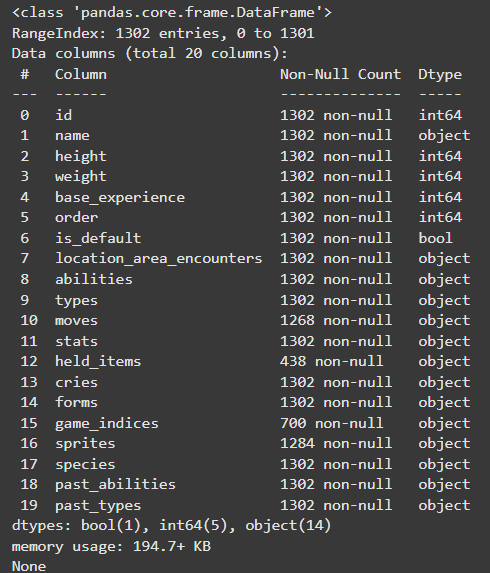 <class 'pandas.core.frame.DataFrame'>
RangeIndex: 1302 entries, 0 to 1301
Data columns (total 20 columns):
 #   Column                    Non-Null Count  Dtype
---  ------                    --------------  -----
 0   id                        1302 non-null   int64
 1   name                      1302 non-null   object
 2   height                    1302 non-null   int64
 3   weight                    1302 non-null   int64
 4   base_experience           1302 non-null   int64
 5   order                     1302 non-null   int64
 6   is_default                1302 non-null   bool
 7   location_area_encounters  1302 non-null   object
 8   abilities                 1302 non-null   object
 9   types                     1302 non-null   object
 10  moves                     1268 non-null   object
 11  stats                     1302 non-null   object
 12  held_items                438 non-null    object
 13  cries                     1302 non-null   object
 14  forms                     1302 non-null   object
 15  game_indices              700 non-null    object
 16  sprites                   1284 non-null   object
 17  species                   1302 non-null   object
 18  past_abilities            1302 non-null   object
 19  past_types                1302 non-null   object
dtypes: bool(1), int64(5), object(14)
memory usage: 194.7+ KB
None